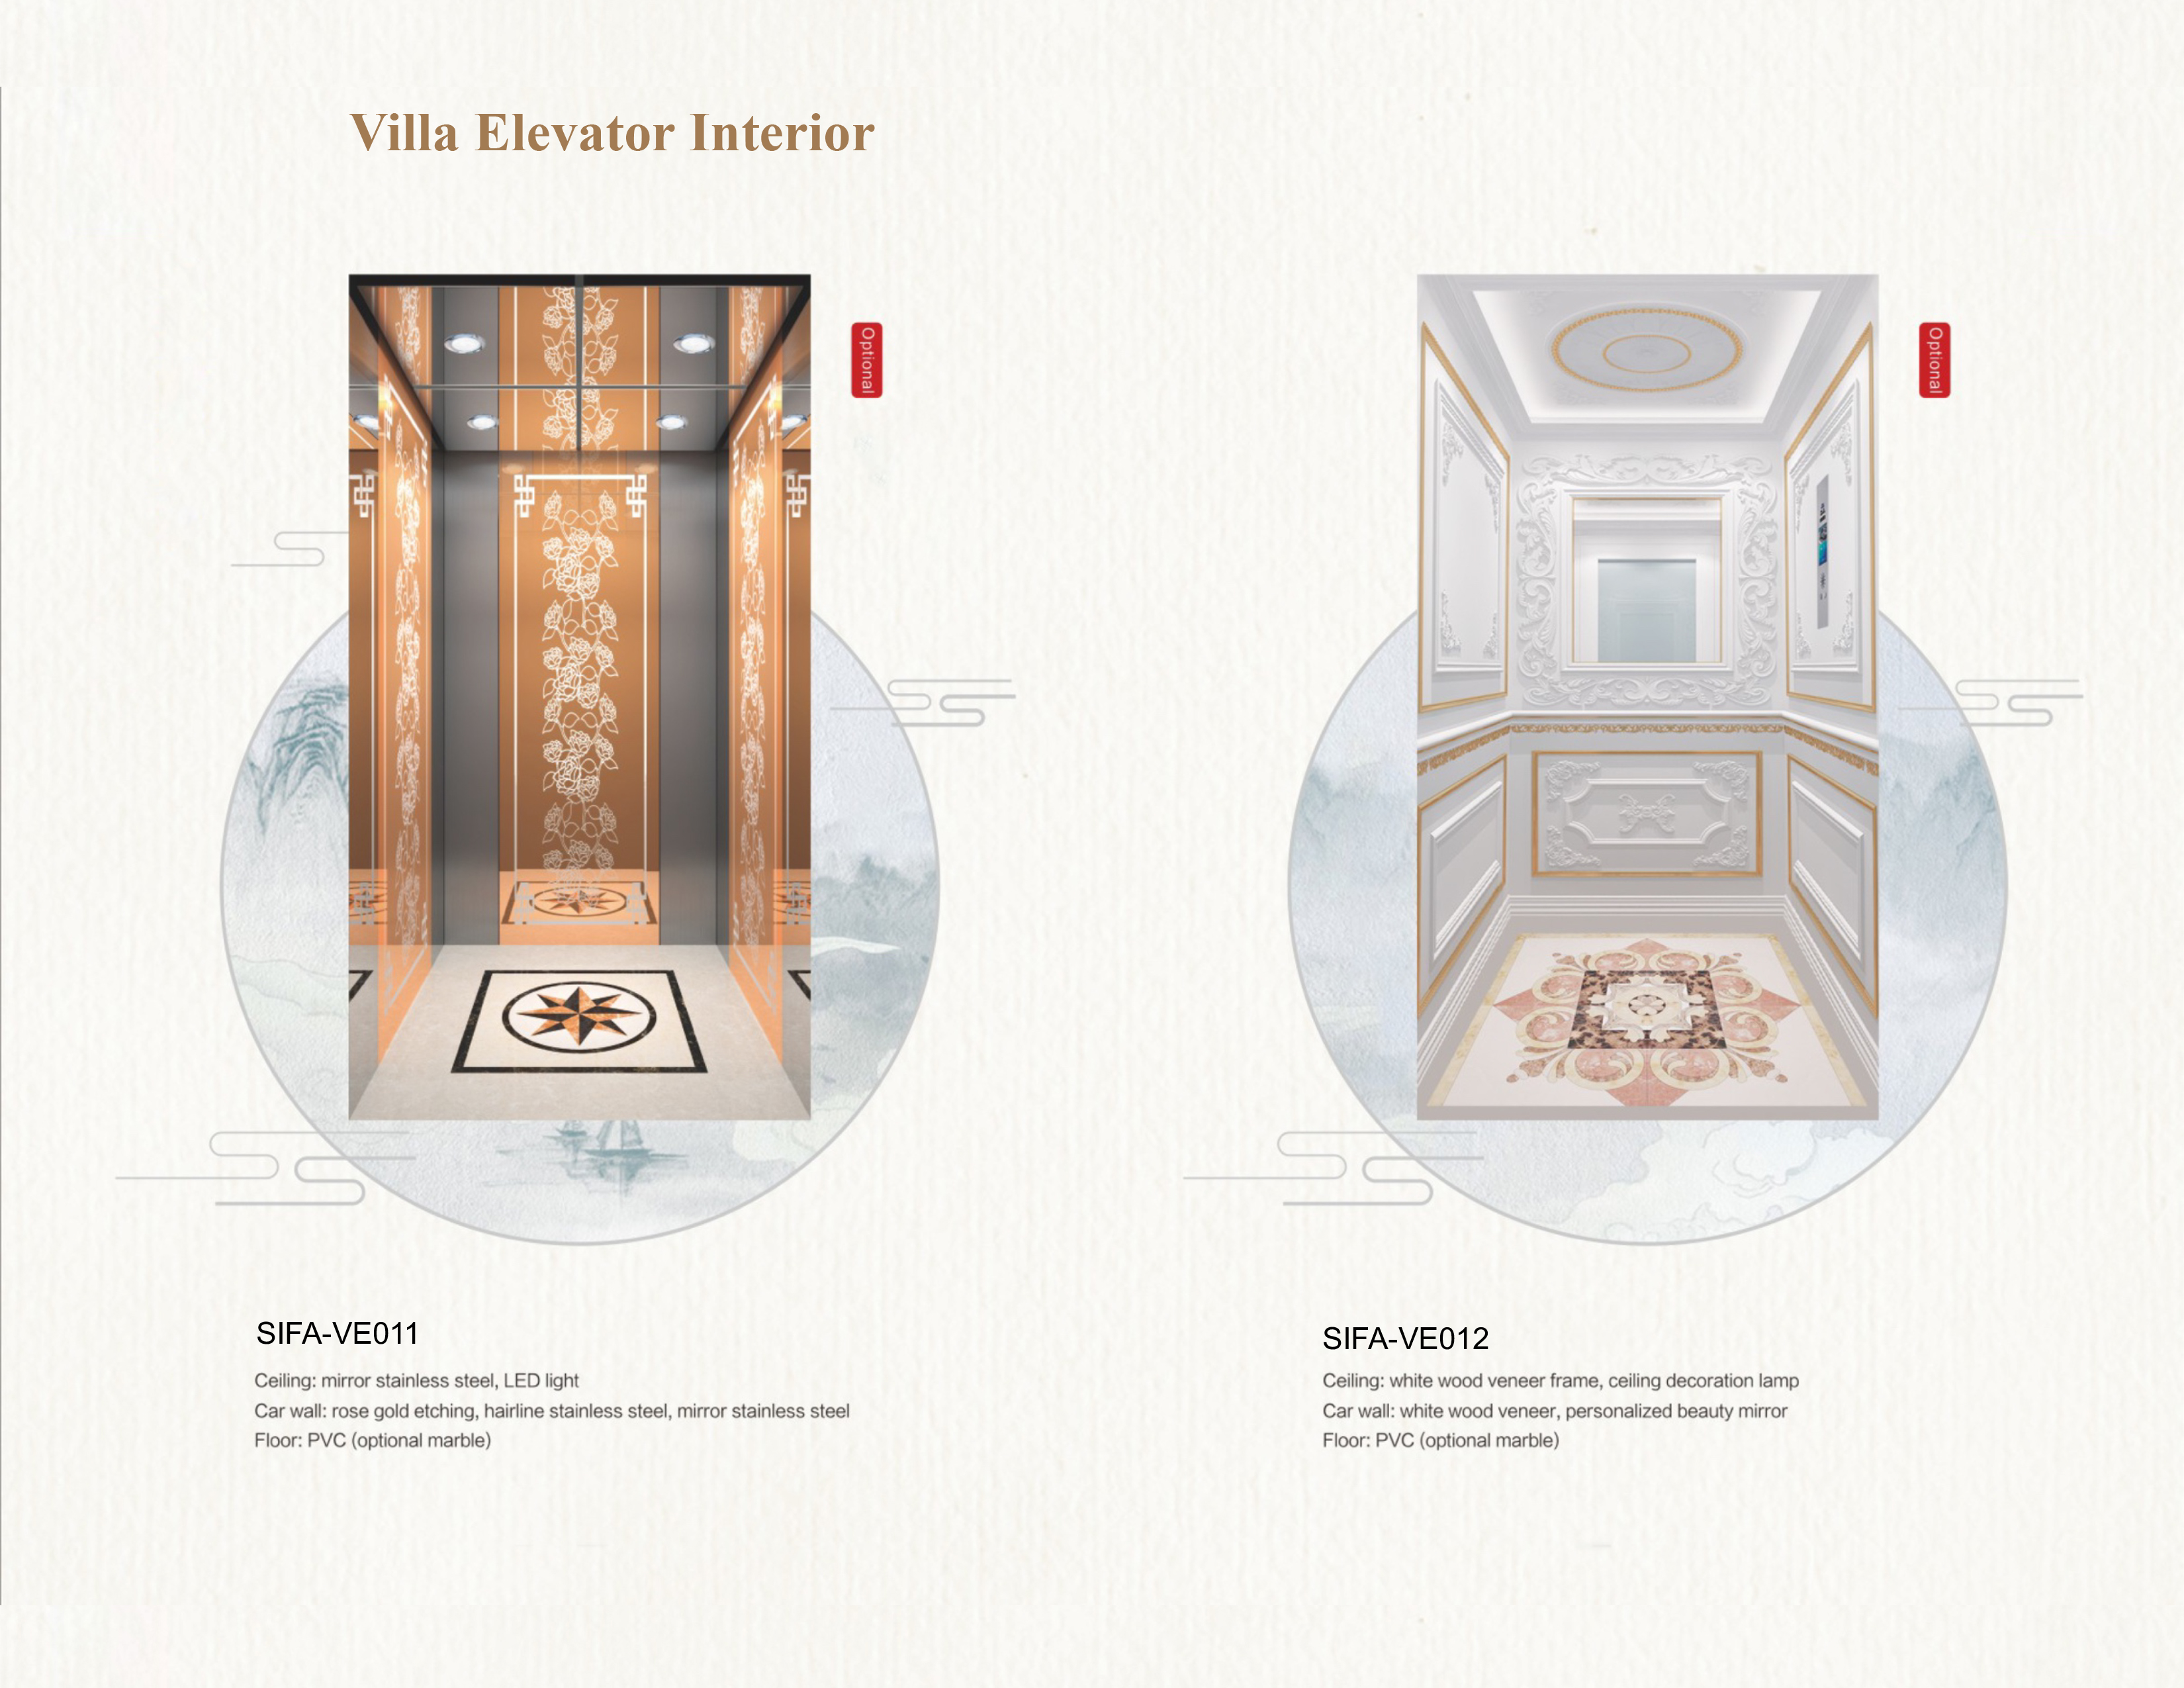 Villa Elevator Interior
Optional
Optional
SIFA-VE011
Ceiling: mirror stainless steel, LED light
Car wall: rose gold etching, hairline stainless steel, mirror stainless steel
Floor: PVC (optional marble)
SIFA-VE012
Ceiling: white wood veneer frame, ceiling decoration lamp
Car wall: white wood veneer, personalized beauty mirror
Floor: PVC (optional marble)